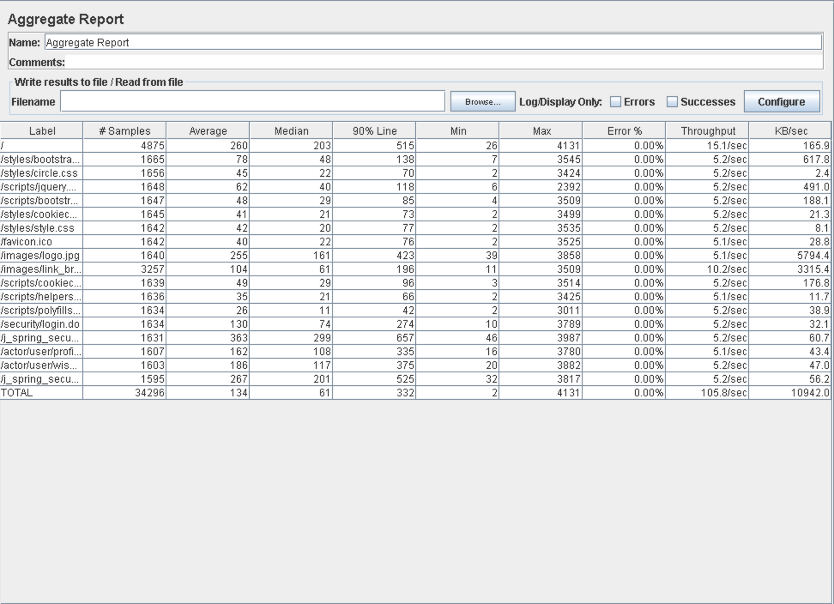 Aggregate Report
Name: Aggregate Report
Comments:
Write results to file / Read from file
Filename Browse... Log/Display Only: Errors Successes Configure
Label # Samples Average Median 90% Line Min Max Error % Throughput KB/sec
/ 4875 260 203 515 26 4131 0.00% 15.1/sec 165.9
/styles/bootstra... 1665 78 48 138 7 3545 0.00% 5.2/sec 617.8
/styles/circle.css 1656 45 22 70 2 3424 0.00% 5.2/sec 2.4
/scripts/jquery.... 1648 62 40 118 6 2392 0.00% 5.2/sec 491.0
/scripts/bootstr... 1647 48 29 85 4 3509 0.00% 5.2/sec 188.1
/styles/cookiec... 1645 41 21 73 2 3499 0.00% 5.2/sec 21.3
/styles/style.css 1642 42 20 77 2 3535 0.00% 5.2/sec 8.1
/favicon.ico 1642 40 22 76 2 3525 0.00% 5.1/sec 28.8
/images/logo.jpg 1640 255 161 423 39 3858 0.00% 5.1/sec 5794.4
/images/link_br... 3257 104 61 196 11 3509 0.00% 10.2/sec 3315.4
/scripts/cookiec... 1639 49 29 96 3 3514 0.00% 5.2/sec 176.8
/scripts/helpers... 1636 35 21 66 2 3425 0.00% 5.1/sec 11.7
/scripts/polyfills... 1634 26 11 42 2 3011 0.00% 5.2/sec 38.9
/security/login.do 1634 130 74 274 10 3789 0.00% 5.2/sec 32.1
/j_spring_secu... 1631 363 299 657 46 3987 0.00% 5.2/sec 60.7
/actor/user/profi... 1607 162 108 335 16 3780 0.00% 5.1/sec 43.4
/actor/user/wis... 1603 186 117 375 20 3882 0.00% 5.2/sec 47.0
/j_spring_secu... 1595 267 201 525 32 3817 0.00% 5.2/sec 56.2
TOTAL 34296 134 61 332 2 4131 0.00% 105.8/sec 10942.0